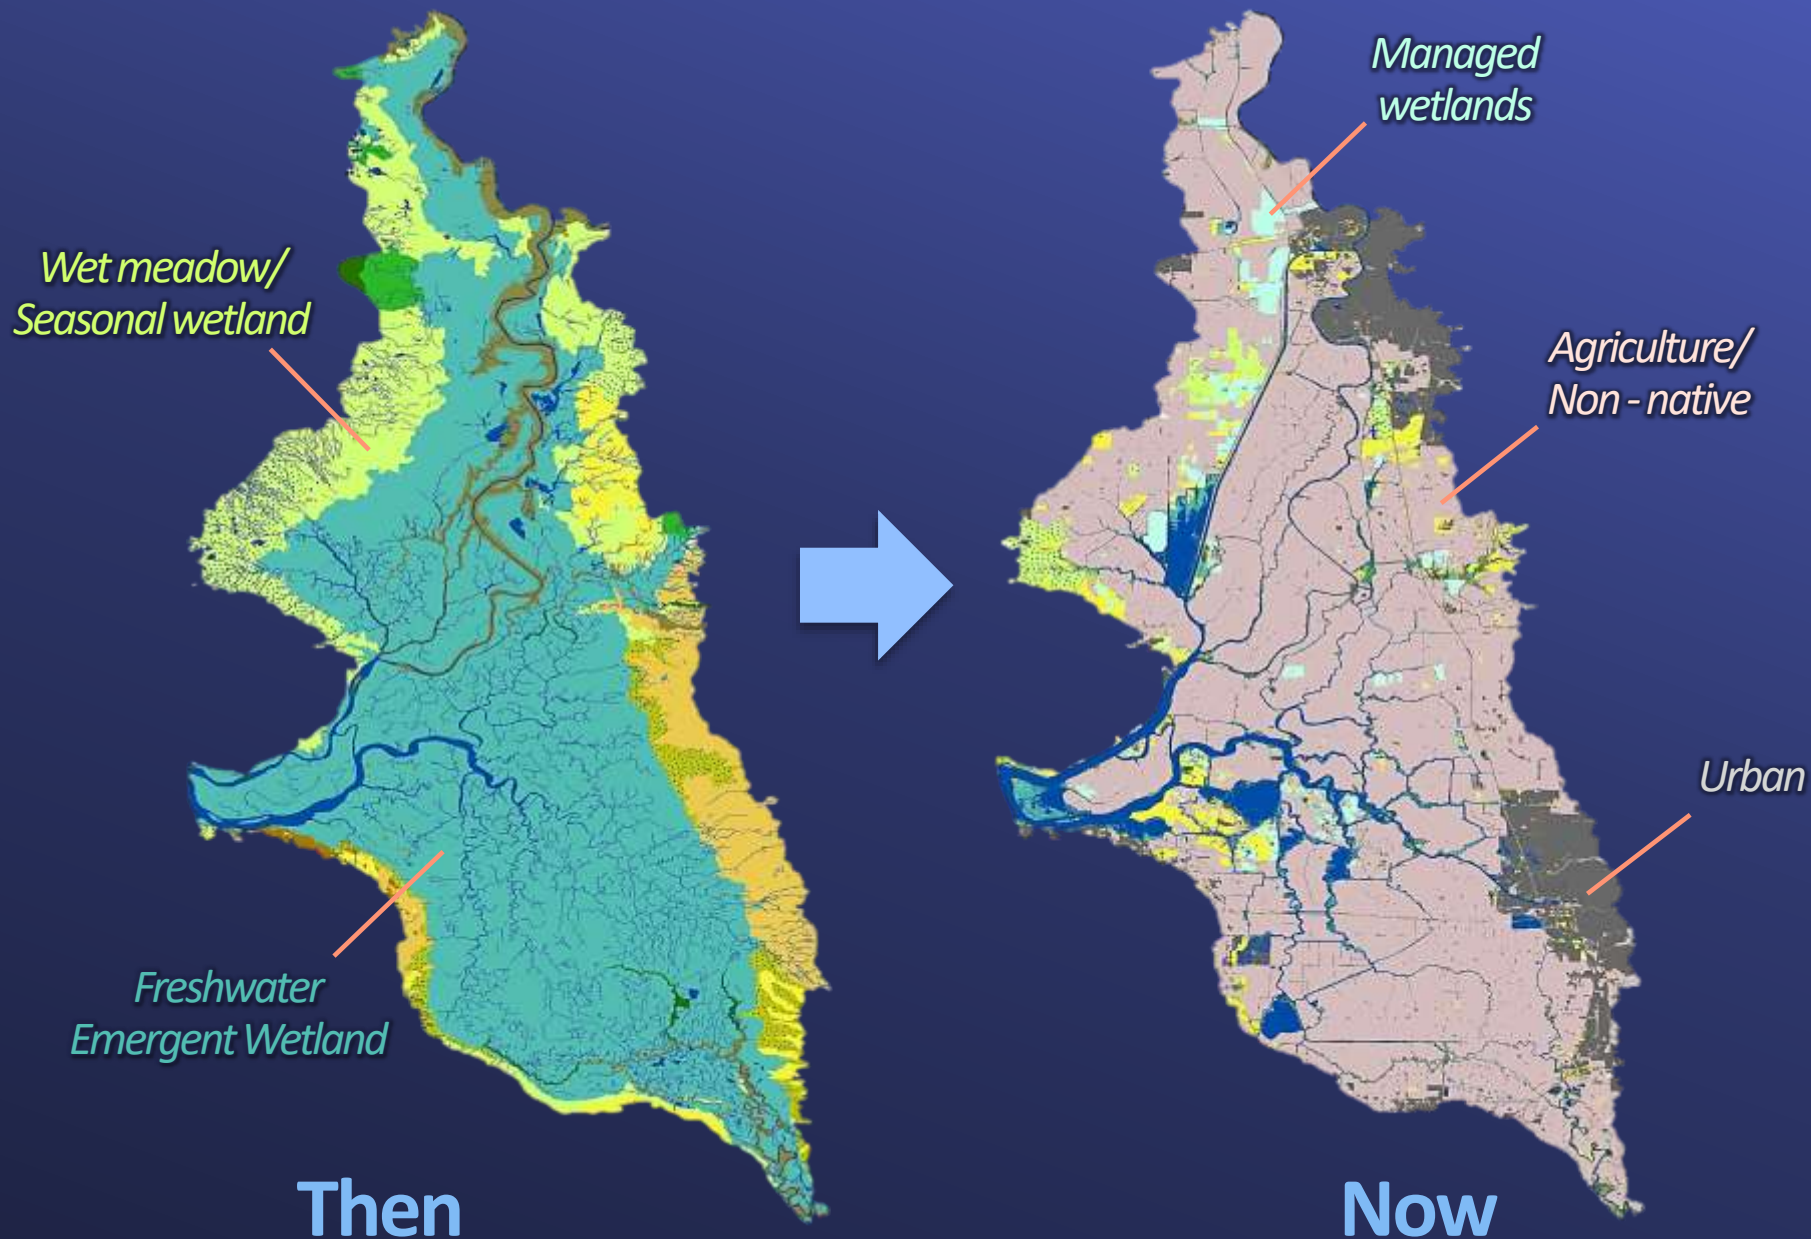 Managed
wetlands
Wet meadow/
Seasonal wetland
Agriculture/
Non - native
Urban
Freshwater
Emergent Wetland
Then
Now